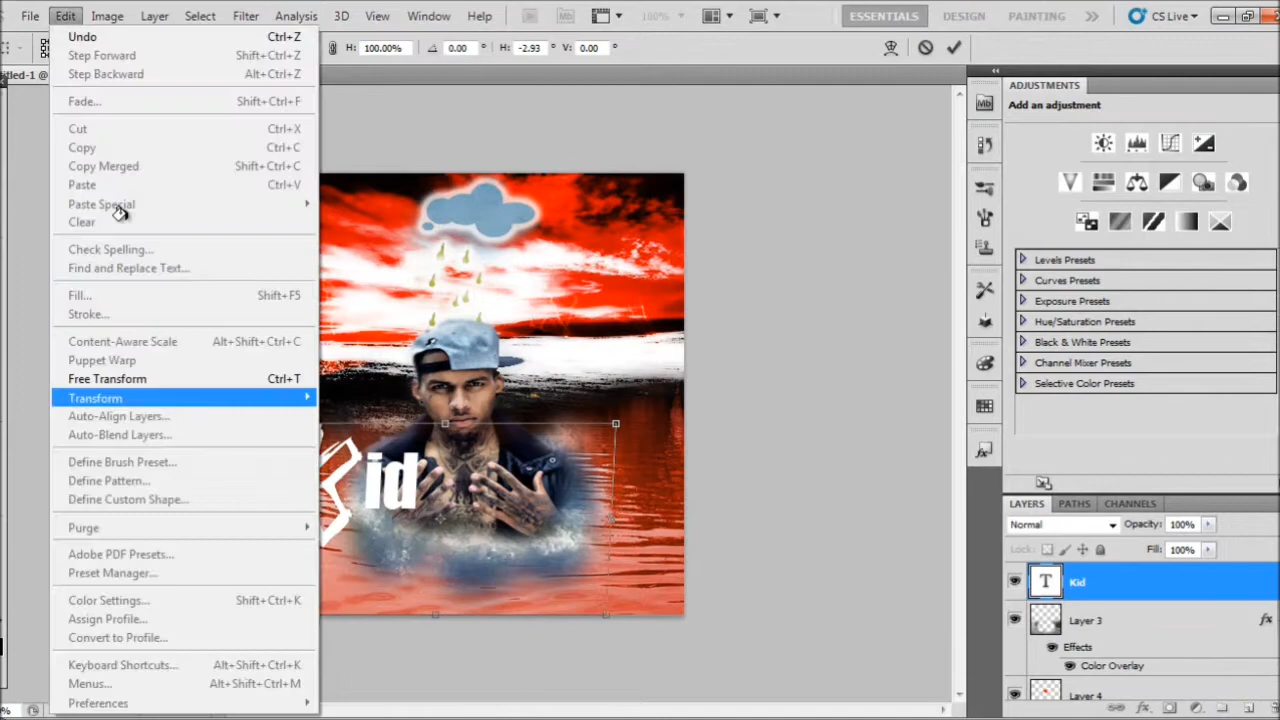 File Edit Image Layer Select Filter Analysis 3D View Window Help 100% ESSENTIALS DESIGN PAINTING CS Live
H: 100.00% 0.00 ° H: -2.93 V: 0.00 °
ntitled-1 @
Undo Ctrl+Z
Step Forward Shift+Ctrl+Z
Step Backward Alt+Ctrl+Z
Fade... Shift+Ctrl+F
Cut Ctrl+X
Copy Ctrl+C
Copy Merged Shift+Ctrl+C
Paste Ctrl+V
Paste Special
Clear
Check Spelling...
Find and Replace Text...
Fill... Shift+F5
Stroke...
Content-Aware Scale Alt+Shift+Ctrl+C
Puppet Warp
Free Transform Ctrl+T
Transform
Auto-Align Layers...
Auto-Blend Layers...
Define Brush Preset...
Define Pattern...
Define Custom Shape...
Purge
Adobe PDF Presets...
Preset Manager...
Color Settings... Shift+Ctrl+K
Assign Profile...
Convert to Profile...
Keyboard Shortcuts... Alt+Shift+Ctrl+K
Menus... Alt+Shift+Ctrl+M
Preferences
id
Mb
ADJUSTMENTS
Add an adjustment
Levels Presets
Curves Presets
Exposure Presets
Hue/Saturation Presets
Black & White Presets
Channel Mixer Presets
Selective Color Presets
LAYERS PATHS CHANNELS
Normal Opacity: 100%
Lock: Fill: 100%
T Kid
Layer 3 fx
Effects
Color Overlay
Layer 4